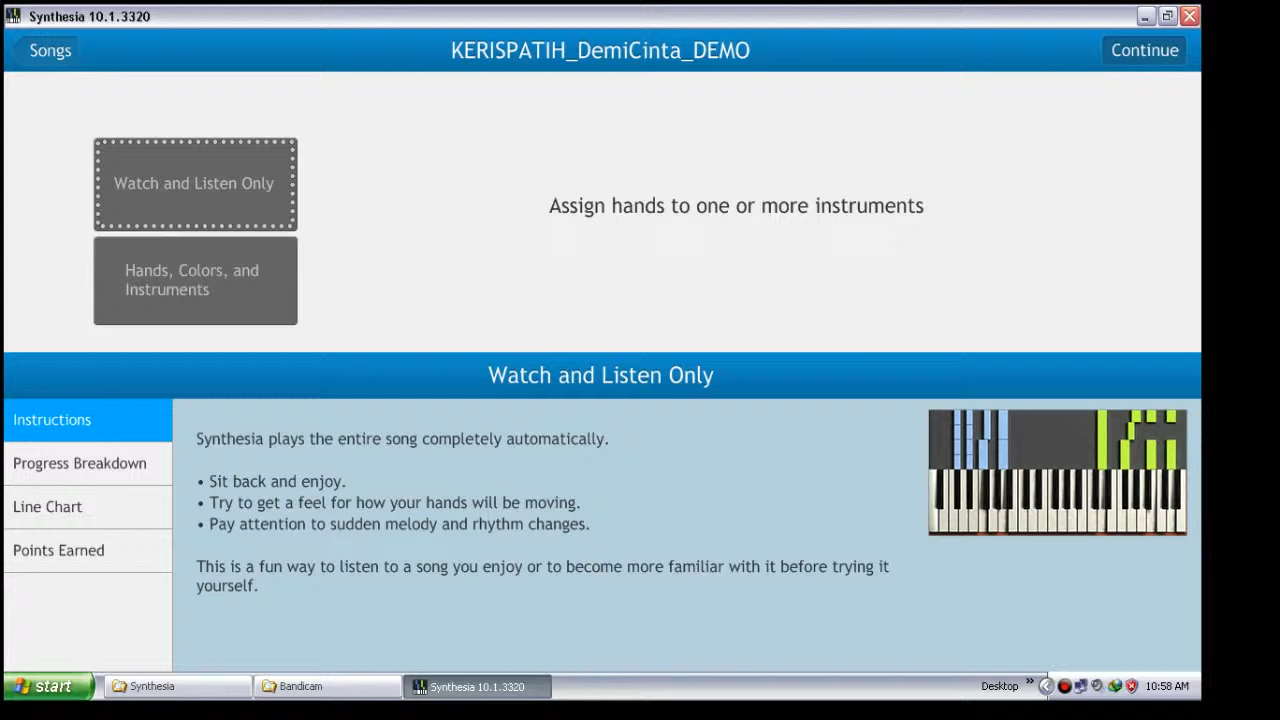 Synthesia 10.1.3320
Songs
KERISPATIH_DemiCinta_DEMO
Continue
Watch and Listen Only
Hands, Colors, and
Instruments
Assign hands to one or more instruments
Watch and Listen Only
Instructions
Progress Breakdown
Line Chart
Points Earned
Synthesia plays the entire song completely automatically.
• Sit back and enjoy.
• Try to get a feel for how your hands will be moving.
• Pay attention to sudden melody and rhythm changes.
This is a fun way to listen to a song you enjoy or to become more familiar with it before trying it
yourself.
start
Synthesia
Bandicam
Synthesia 10.1.3320
Desktop »
10:58 AM